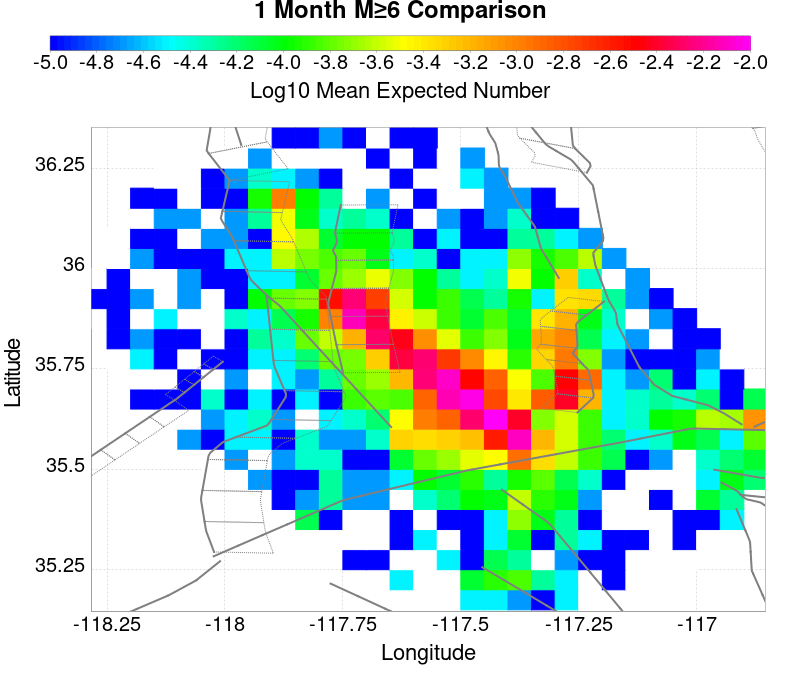 1 Month M≥6 Comparison
-5.0 -4.8 -4.6 -4.4 -4.2 -4.0 -3.8 -3.6 -3.4 -3.2 -3.0 -2.8 -2.6 -2.4 -2.2 -2.0
Log10 Mean Expected Number
36.25
36
35.75
35.5
35.25
Latitude
-118.25 -118 -117.75 -117.5 -117.25 -117
Longitude